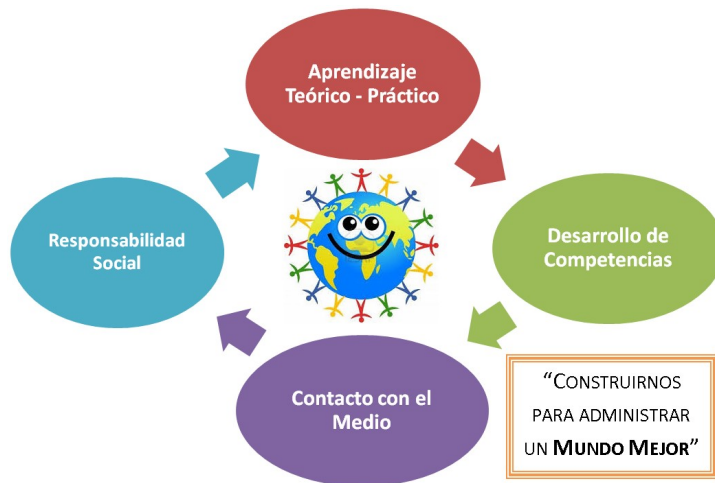 Aprendizaje
Teórico - Práctico
Desarrollo de
Competencias
Contacto con el
Medio
Responsabilidad
Social
“CONSTRUIRNOS
PARA ADMINISTRAR
UN MUNDO MEJOR”